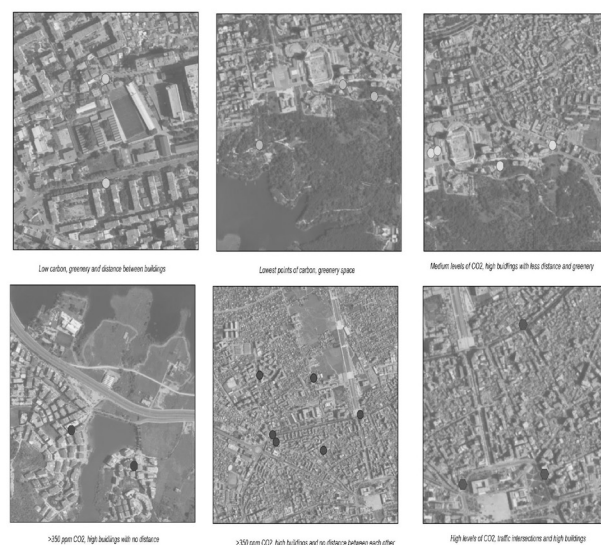 Low carbon, greenery and distance between buildings
Lowest points of carbon, greenery space
Medium levels of CO2, high buildings with less distance and greenery
>350 ppm CO2, high buildings with no distance
>350 ppm CO2, high buildings and no distance between each other
High levels of CO2, traffic intersections and high buildings